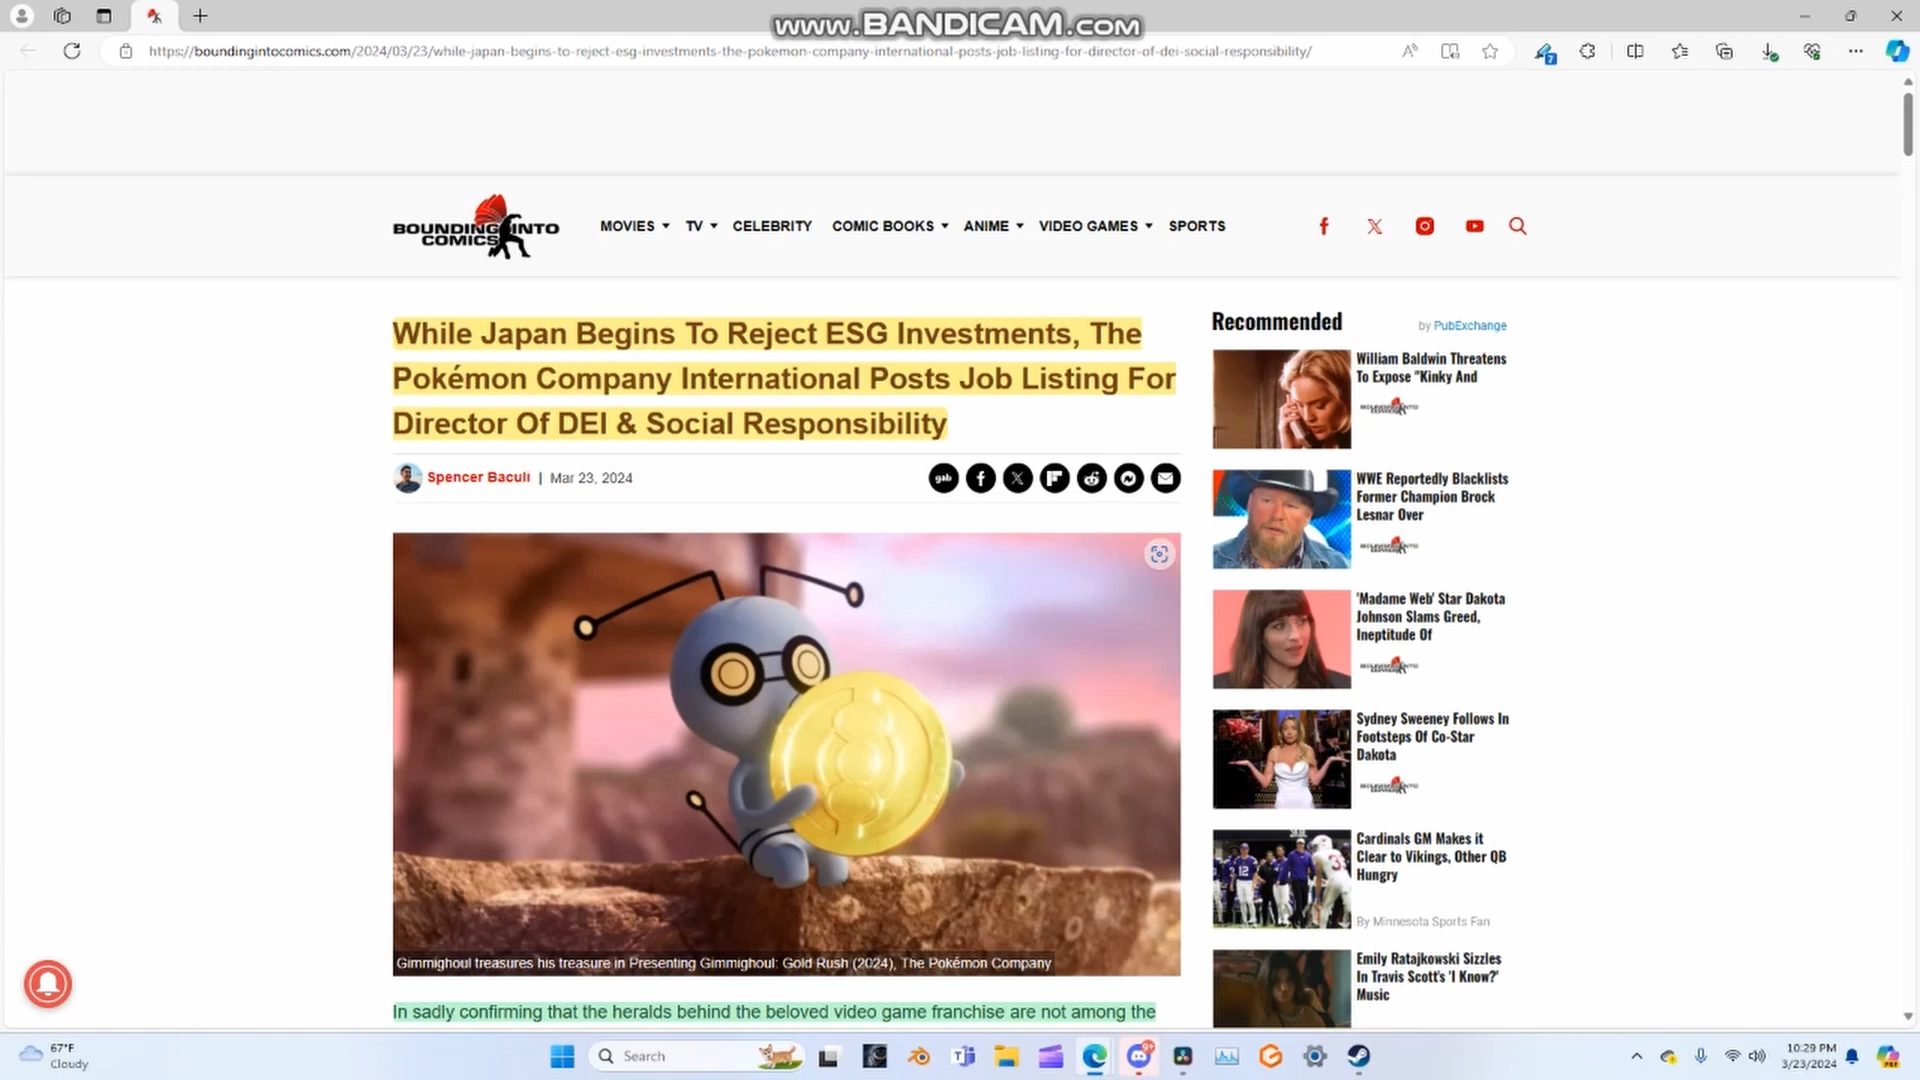 www.BANDICAM.com
https://boundingintocomics.com/2024/03/23/while-japan-begins-to-reject-esg-investments-the-pokemon-company-international-posts-job-listing-for-director-of-dei-social-responsibility/
7
BOUNDING INTO
COMICS
MOVIES TV CELEBRITY COMIC BOOKS ANIME VIDEO GAMES SPORTS
While Japan Begins To Reject ESG Investments, The
Pokémon Company International Posts Job Listing For
Director Of DEI & Social Responsibility
Spencer Baculi | Mar 23, 2024
gab
Gimmighoul treasures his treasure in Presenting Gimmighoul: Gold Rush (2024), The Pokémon Company
In sadly confirming that the heralds behind the beloved video game franchise are not among the
Recommended
by PubExchange
William Baldwin Threatens
To Expose "Kinky And
WWE Reportedly Blacklists
Former Champion Brock
Lesnar Over
'Madame Web' Star Dakota
Johnson Slams Greed,
Ineptitude Of
Sydney Sweeney Follows In
Footsteps Of Co-Star
Dakota
Cardinals GM Makes it
Clear to Vikings, Other QB
Hungry
By Minnesota Sports Fan
Emily Ratajkowski Sizzles
In Travis Scott's 'I Know?'
Music
67°F
Cloudy
Search
9+
10:29 PM
3/23/2024